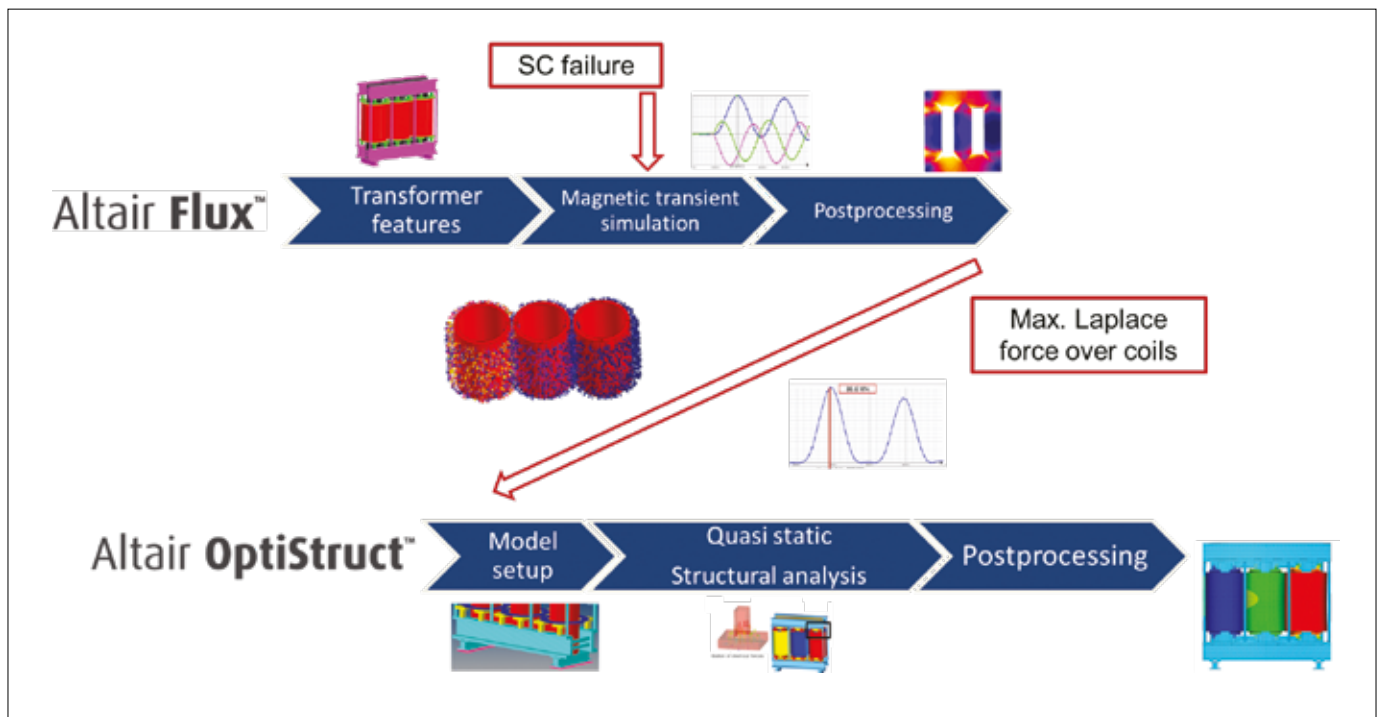 SC failure
Altair Flux™
Transformer
features
Magnetic transient
simulation
Postprocessing
Max. Laplace
force over coils
Altair OptiStruct™
Model
setup
Quasi static
Structural analysis
Postprocessing